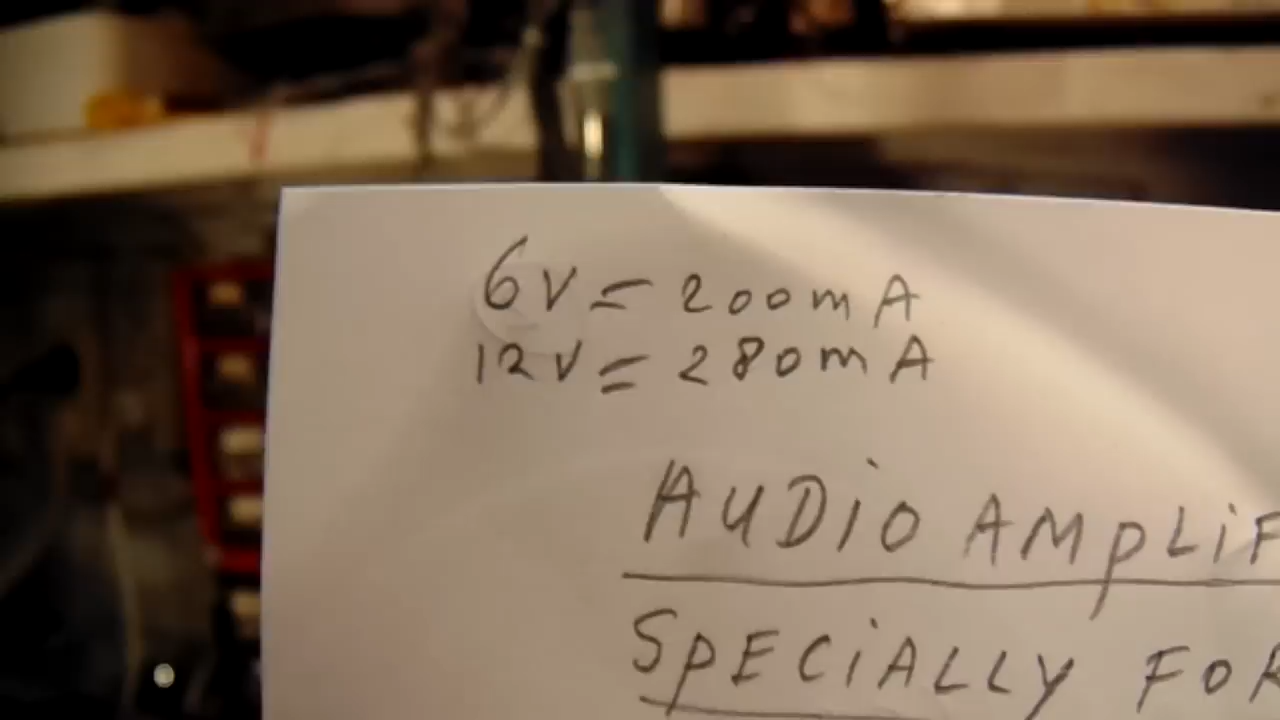 6V = 200mA
12V = 280mA
AUDiO AMpLiF
SpECiALLY FOR